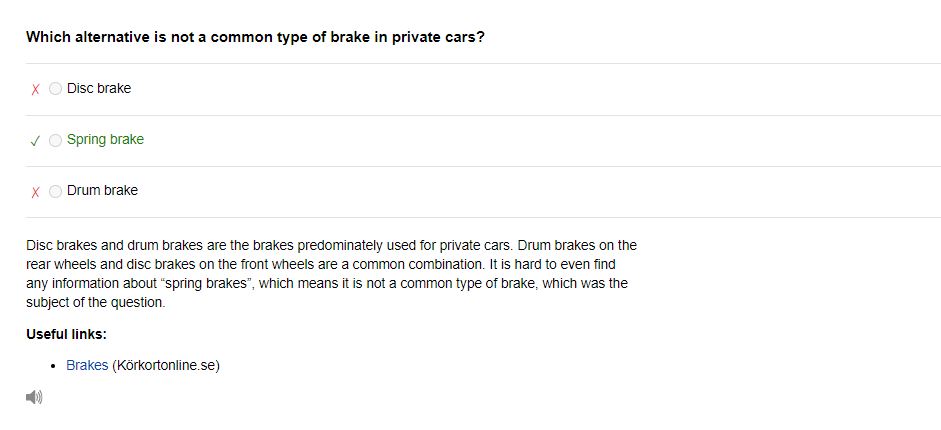 Which alternative is not a common type of brake in private cars?
Disc brake
Spring brake
Drum brake
Disc brakes and drum brakes are the brakes predominately used for private cars. Drum brakes on the
rear wheels and disc brakes on the front wheels are a common combination. It is hard to even find
any information about “spring brakes”, which means it is not a common type of brake, which was the
subject of the question.
Useful links:
Brakes (Körkortonline.se)